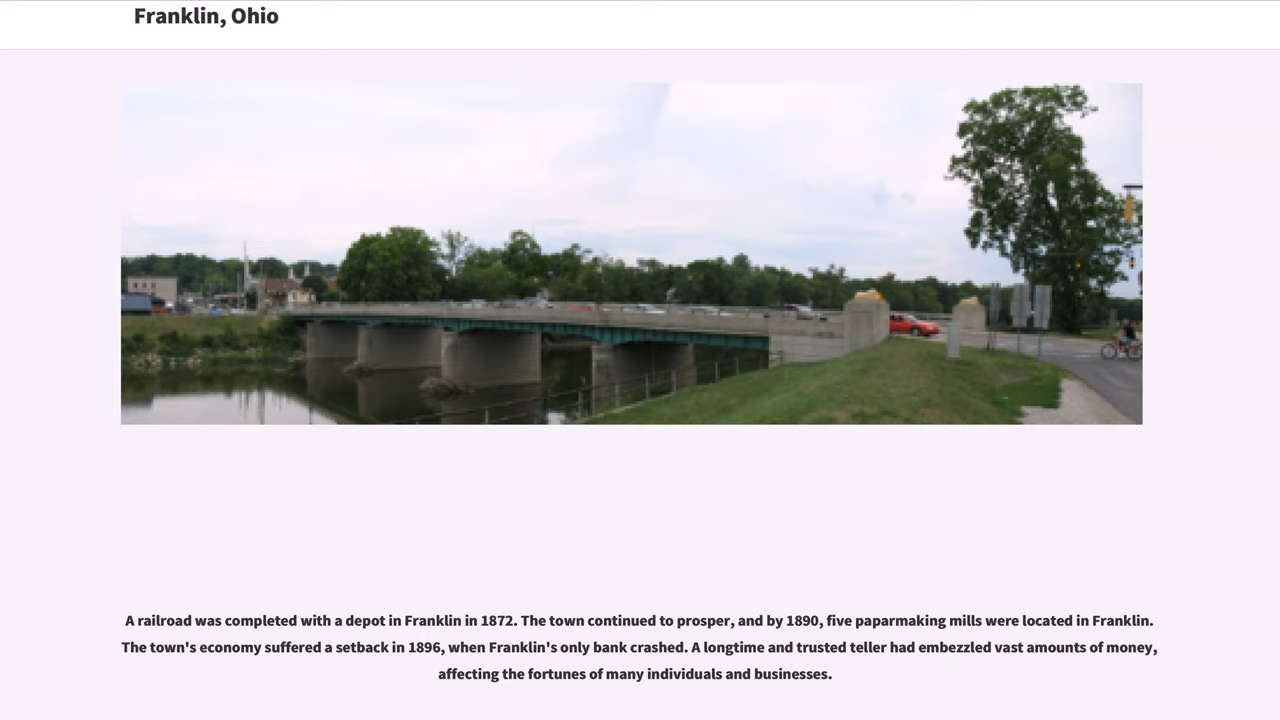 Franklin, Ohio
A railroad was completed with a depot in Franklin in 1872. The town continued to prosper, and by 1890, five paparmaking mills were located in Franklin.
The town's economy suffered a setback in 1896, when Franklin's only bank crashed. A longtime and trusted teller had embezzled vast amounts of money,
affecting the fortunes of many individuals and businesses.